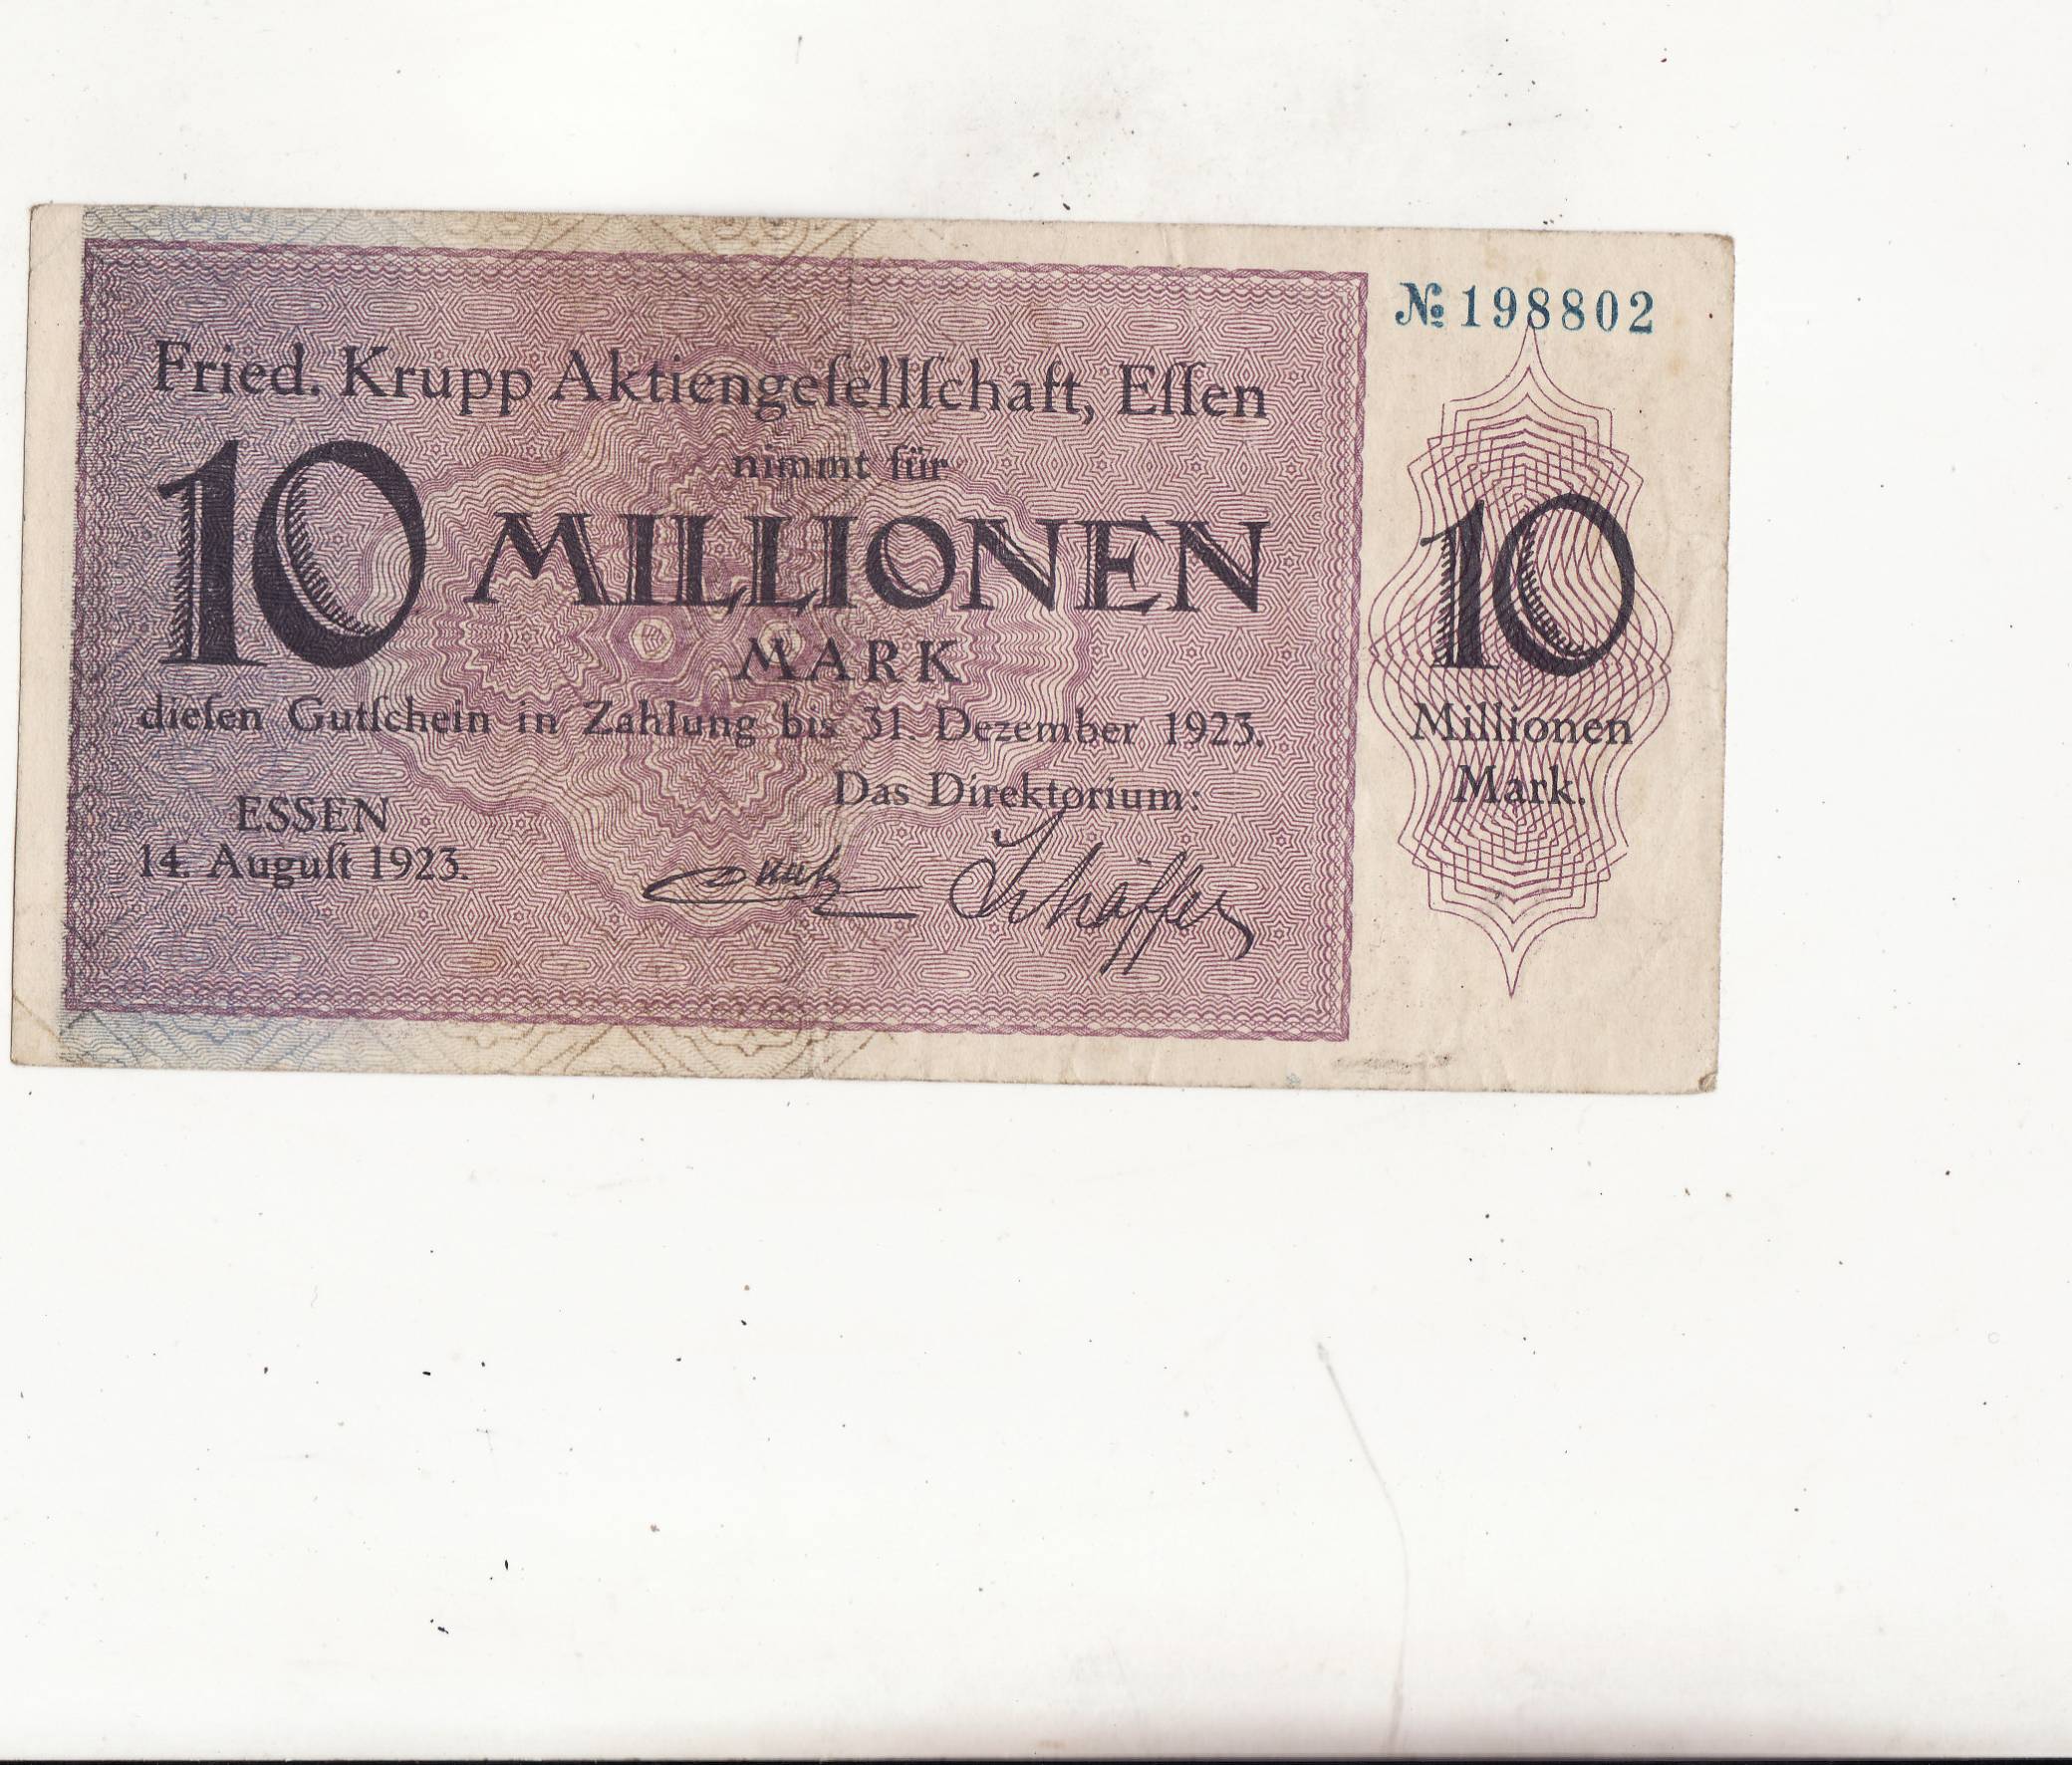 № 198802
Fried. Krupp Aktiengeſellſchaft, Eſſen
nimmt für
10 MILLIONEN
MARK
dieſen Gutſchein in Zahlung bis 31. Dezember 1923.
Das Direktorium:
ESSEN
14. Auguſt 1923.
Schäffer
10
Millionen
Mark.